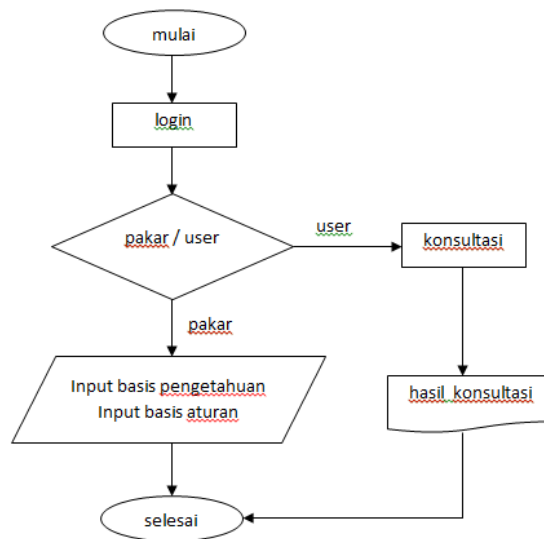 mulai
login
pakar / user
user
konsultasi
pakar
Input basis pengetahuan
Input basis aturan
hasil konsultasi
selesai